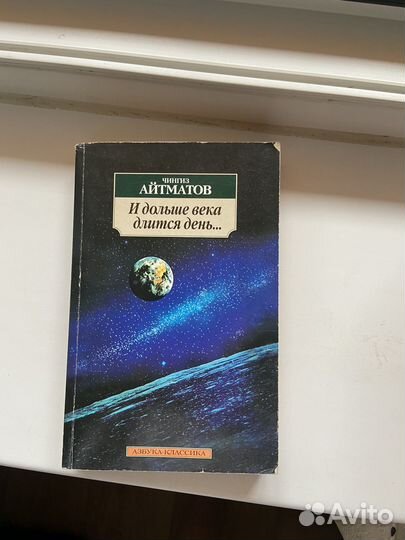 ЧИНГИЗ
АЙТМАТОВ
И дольше века
длится день...
АЗБУКА-КЛАССИКА
Avito